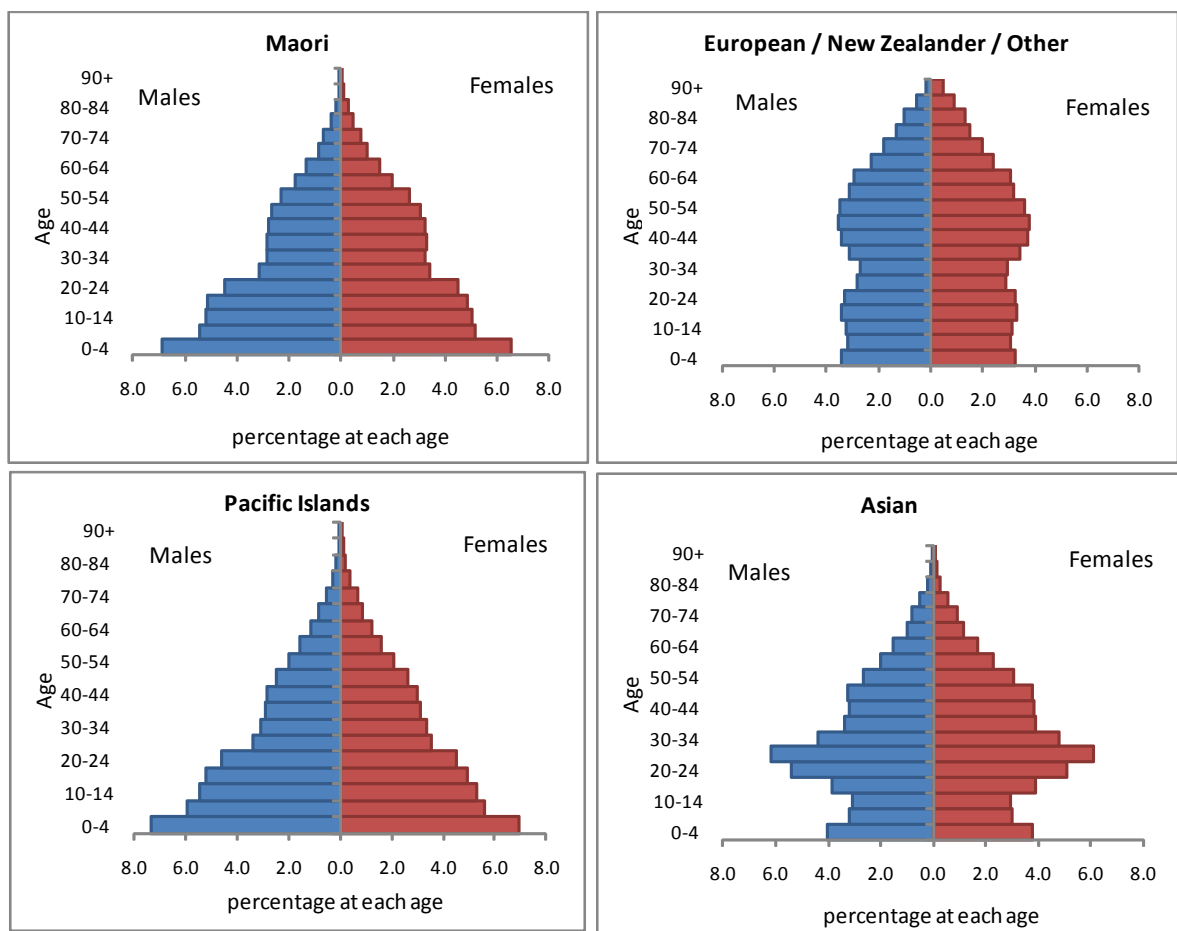 Maori
Males
Females
Age
90+
80-84
70-74
60-64
50-54
40-44
30-34
20-24
10-14
0-4
8.0 6.0 4.0 2.0 0.0 2.0 4.0 6.0 8.0
percentage at each age
European / New Zealander / Other
Males
Females
Age
90+
80-84
70-74
60-64
50-54
40-44
30-34
20-24
10-14
0-4
8.0 6.0 4.0 2.0 0.0 2.0 4.0 6.0 8.0
percentage at each age
Pacific Islands
Males
Females
Age
90+
80-84
70-74
60-64
50-54
40-44
30-34
20-24
10-14
0-4
8.0 6.0 4.0 2.0 0.0 2.0 4.0 6.0 8.0
percentage at each age
Asian
Males
Females
Age
90+
80-84
70-74
60-64
50-54
40-44
30-34
20-24
10-14
0-4
8.0 6.0 4.0 2.0 0.0 2.0 4.0 6.0 8.0
percentage at each age